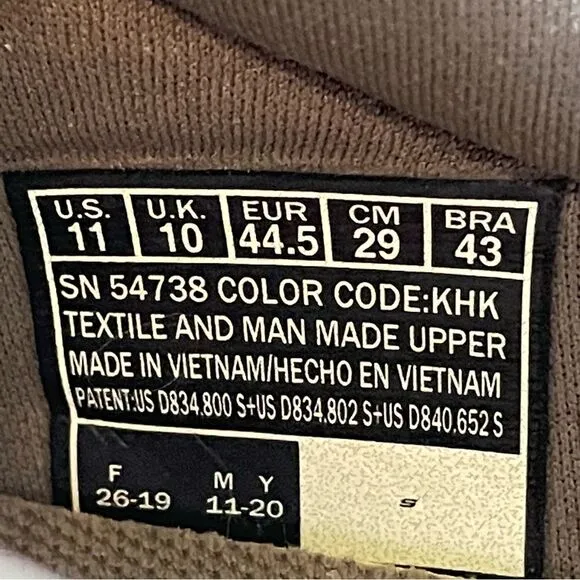 U.S. U.K. EUR CM BRA
11 10 44.5 29 43
SN 54738 COLOR CODE:KHK
TEXTILE AND MAN MADE UPPER
MADE IN VIETNAM/HECHO EN VIETNAM
PATENT:US D834.800 S+US D834.802 S+US D840.652 S
F M Y
26-19 11-20
S